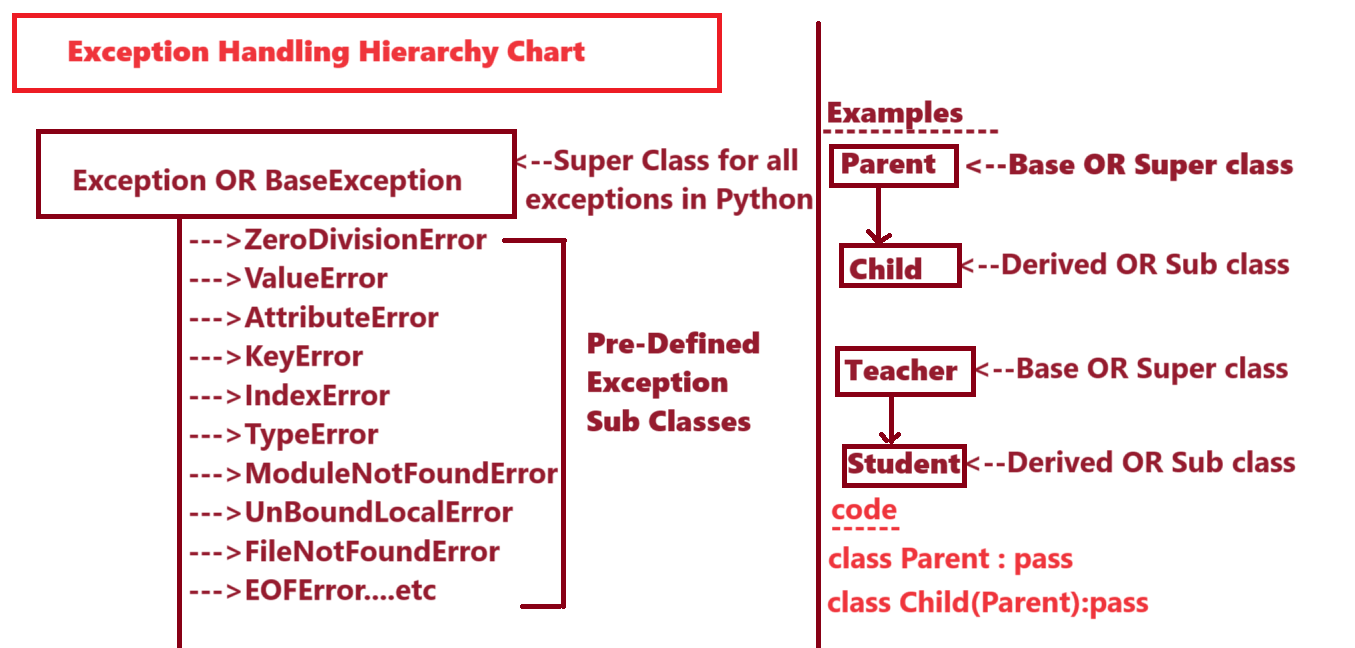 Exception Handling Hierarchy Chart
Exception OR BaseException
<--Super Class for all
exceptions in Python
--->ZeroDivisionError
--->ValueError
--->AttributeError
--->KeyError
--->IndexError
--->TypeError
--->ModuleNotFoundError
--->UnBoundLocalError
--->FileNotFoundError
--->EOFError....etc
Pre-Defined
Exception
Sub Classes
Examples
Parent <--Base OR Super class
Child <--Derived OR Sub class
Teacher <--Base OR Super class
Student <--Derived OR Sub class
code
class Parent : pass
class Child(Parent):pass